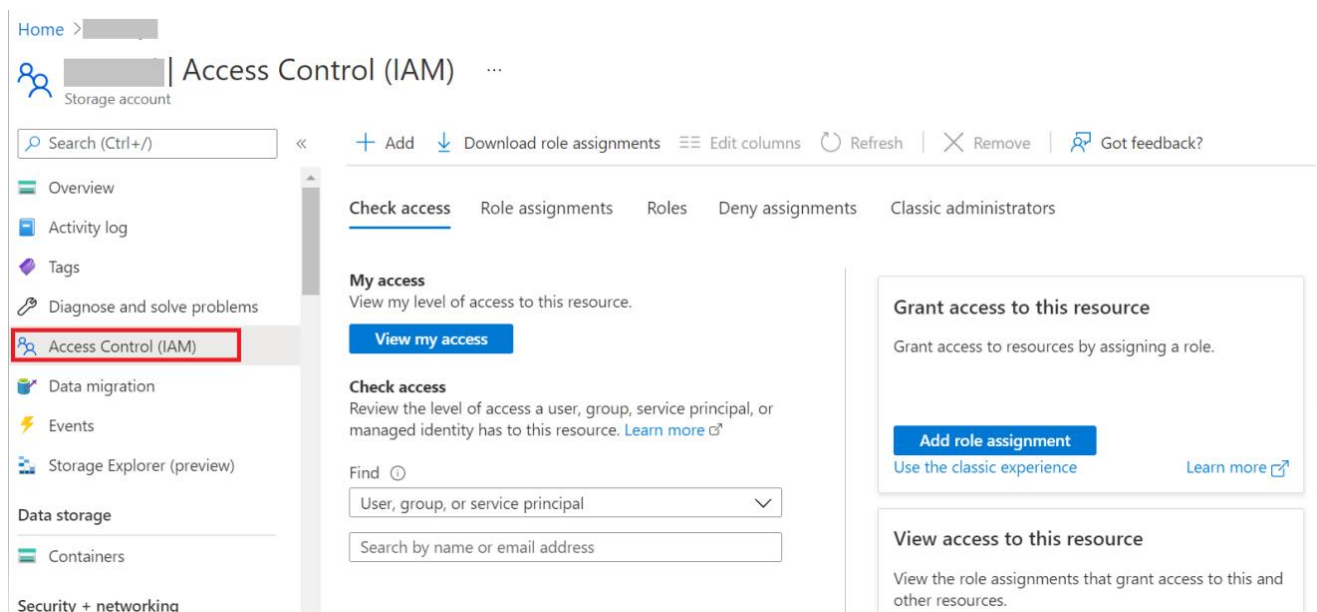 Home >
| Access Control (IAM) ...
Storage account
Search (Ctrl+/)
«
Add
Download role assignments
Edit columns
Refresh
Remove
Got feedback?
Overview
Activity log
Tags
Diagnose and solve problems
Access Control (IAM)
Data migration
Events
Storage Explorer (preview)
Data storage
Containers
Security + networking
Check access
Role assignments
Roles
Deny assignments
Classic administrators
My access
View my level of access to this resource.
View my access
Check access
Review the level of access a user, group, service principal, or
managed identity has to this resource. Learn more
Find
User, group, or service principal
Search by name or email address
Grant access to this resource
Grant access to resources by assigning a role.
Add role assignment
Use the classic experience
Learn more
View access to this resource
View the role assignments that grant access to this and
other resources.